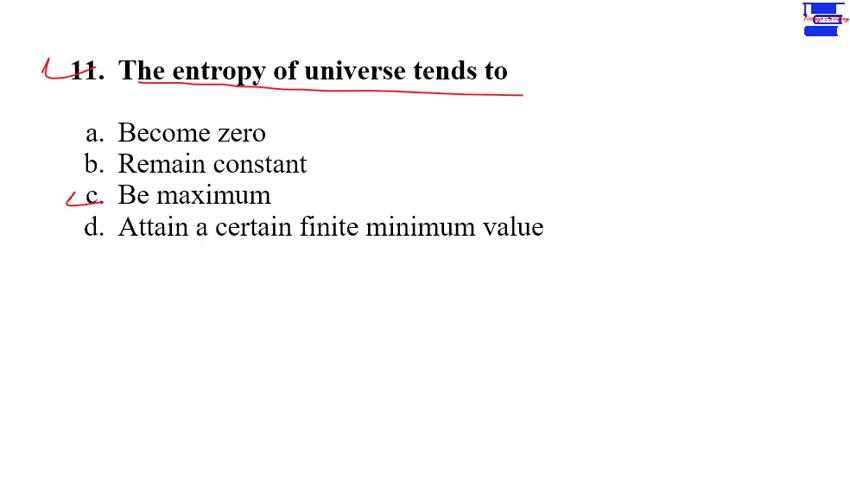 11. The entropy of universe tends to
a. Become zero
b. Remain constant
c. Be maximum
d. Attain a certain finite minimum value